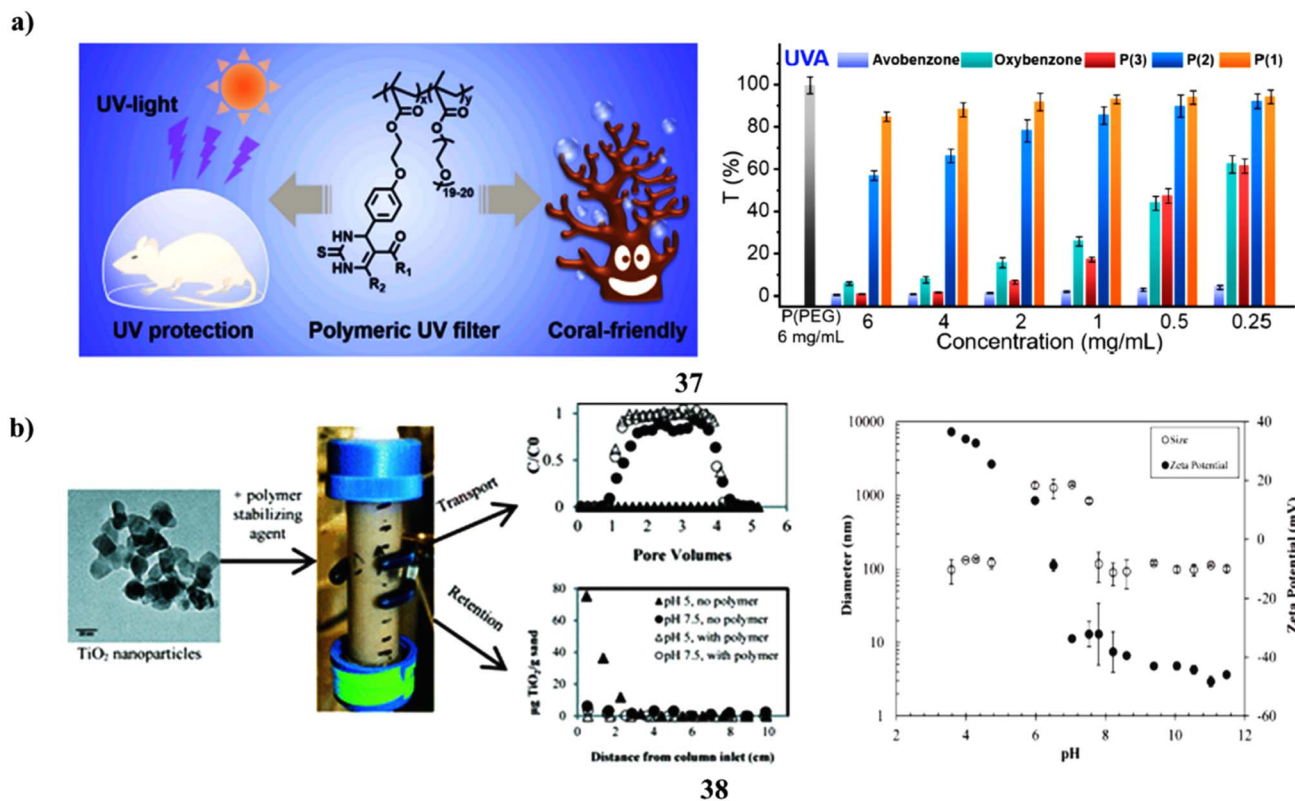 a)
UV-light
UV protection
Polymeric UV filter
Coral-friendly
x
y
O
O
O
O
O
O
19-20
HN
O
S
HN
R₁
R₂
UVA
Avobenzone
Oxybenzone
P(3)
P(2)
P(1)
T (%)
100
80
60
40
20
0
P(PEG)
6 mg/mL
6
4
2
1
0.5
0.25
Concentration (mg/mL)
37
b)
TiO₂ nanoparticles
+ polymer
stabilizing
agent
Transport
Retention
C/C0
1
0.5
0
0
1
2
3
4
5
6
Pore Volumes
µg TiO₂/g sand
80
60
40
20
0
pH 5, no polymer
pH 7.5, no polymer
pH 5, with polymer
pH 7.5, with polymer
0
2
4
6
8
10
Distance from column inlet (cm)
Diameter (nm)
10000
1000
100
10
1
Size
Zeta Potential
40
20
0
-20
-40
-60
Zeta Potential (mV)
2
4
6
8
10
12
pH
38